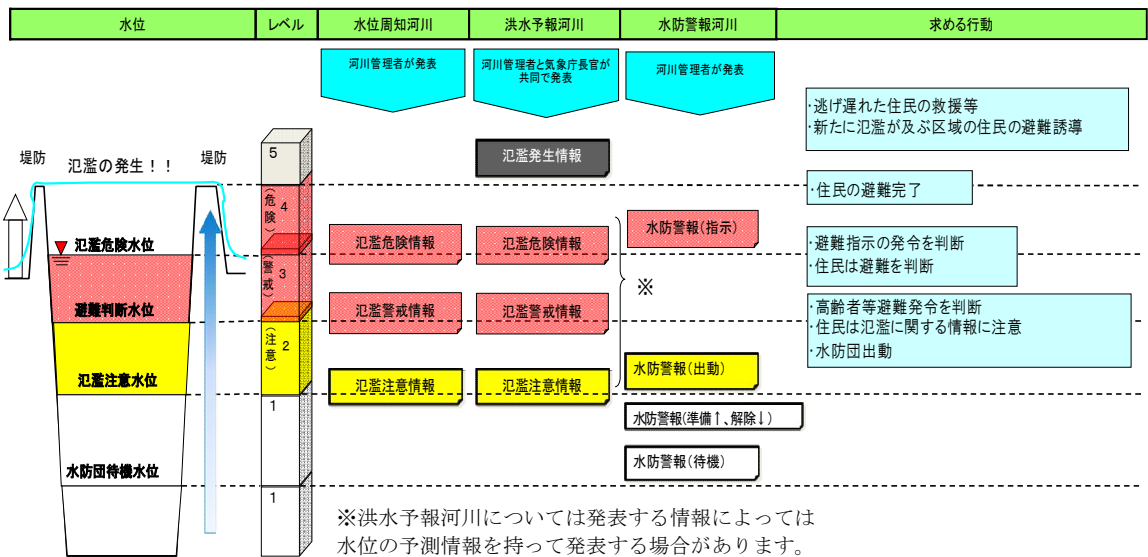 水位
レベル
水位周知河川
洪水予報河川
水防警報河川
求める行動
河川管理者が発表
河川管理者と気象庁長官が
共同で発表
河川管理者が発表
・逃げ遅れた住民の救援等
・新たに氾濫が及ぶ区域の住民の避難誘導
堤防
氾濫の発生！！
堤防
5
氾濫発生情報
・住民の避難完了
(危険)
4
氾濫危険水位
氾濫危険情報
氾濫危険情報
水防警報(指示)
・避難指示の発令を判断
・住民は避難を判断
(警戒)
3
※
避難判断水位
氾濫警戒情報
氾濫警戒情報
・高齢者等避難発令を判断
・住民は氾濫に関する情報に注意
・水防団出動
(注意)
2
氾濫注意水位
氾濫注意情報
氾濫注意情報
水防警報(出動)
1
水防警報(準備↑、解除↓)
水防団待機水位
水防警報(待機)
1
※洪水予報河川については発表する情報によっては
水位の予測情報を持って発表する場合があります。